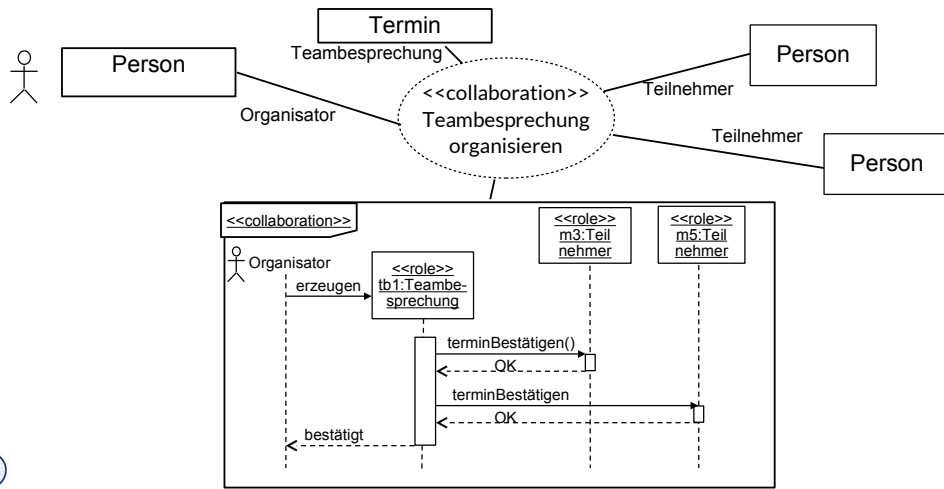 Termin
Teambesprechung
Person
Person
Organisator
<<collaboration>>
Teambesprechung
organisieren
Teilnehmer
Teilnehmer
Person
<<collaboration>>
<<role>>
m3:Teil
nehmer
<<role>>
m5:Teil
nehmer
Organisator
erzeugen
<<role>>
tb1:Teambe-
sprechung
terminBestätigen()
OK
terminBestätigen
OK
bestätigt